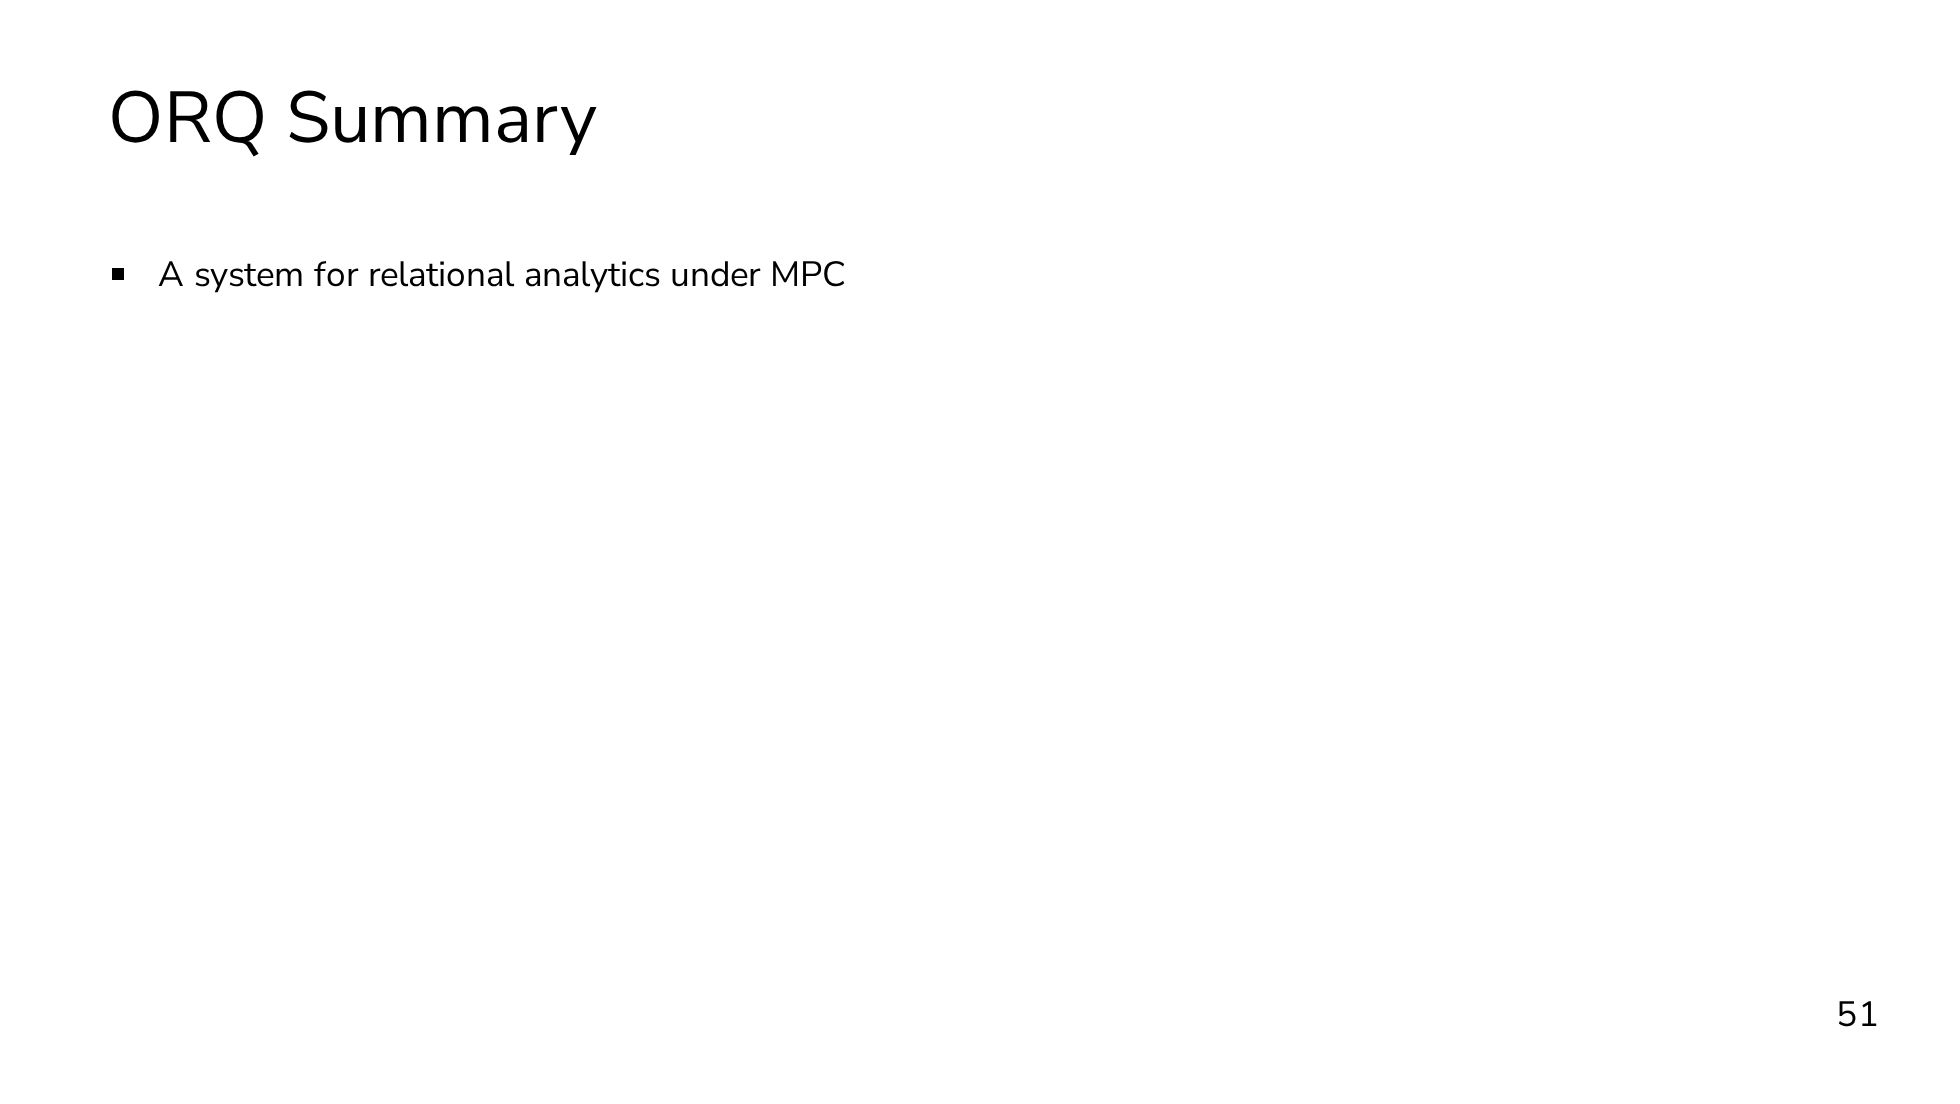 ORQ Summary
▪ A system for relational analytics under MPC
51